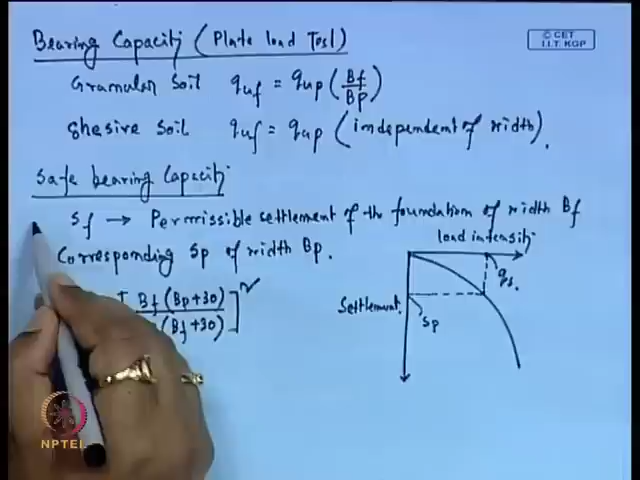 Bearing Capacity (Plate load Test)
© CET
I.I.T. KGP
Granular Soil quf = qup (Bf/Bp)
Cohesive Soil quf = qup (independent of width).
Safe bearing Capacity
Sf → Permissible settlement of the foundation of width Bf
Corresponding Sp of width Bp.
load intensity
qs.
[Bf(Bp+30)/(Bf+30)]²
Settlement
Sp
NPTEL